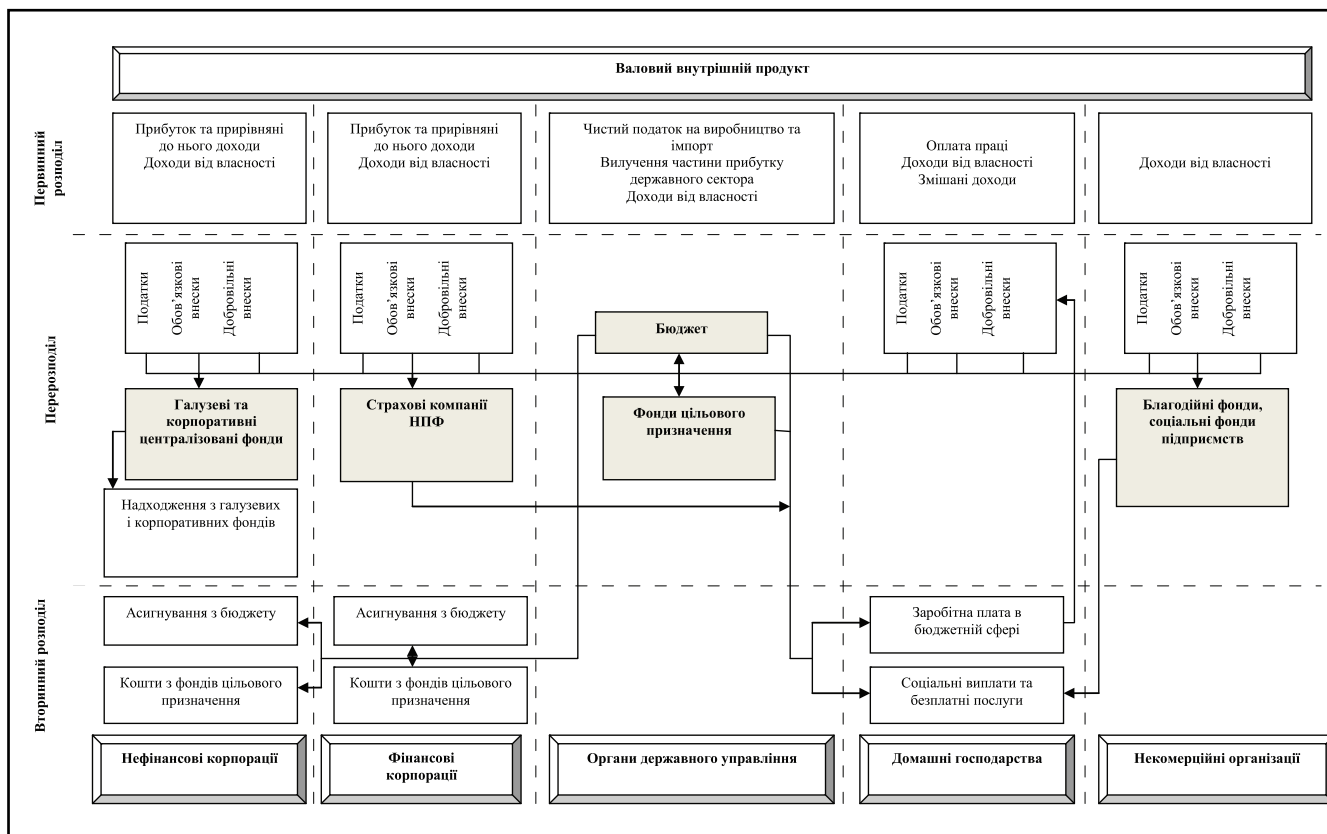 Валовий внутрішній продукт
Первинний
розподіл
Прибуток та прирівняні
до нього доходи
Доходи від власності
Прибуток та прирівняні
до нього доходи
Доходи від власності
Чистий податок на виробництво та
імпорт
Вилучення частини прибутку
державного сектора
Доходи від власності
Оплата праці
Доходи від власності
Змішані доходи
Доходи від власності
Перерозподіл
Податки
Обов’язкові
внески
Добровільні
внески
Податки
Обов’язкові
внески
Добровільні
внески
Бюджет
Податки
Обов’язкові
внески
Добровільні
внески
Податки
Обов’язкові
внески
Добровільні
внески
Галузеві та
корпоративні
централізовані фонди
Страхові компанії
НПФ
Фонди цільового
призначення
Благодійні фонди,
соціальні фонди
підприємств
Надходження з галузевих
і корпоративних фондів
Вторинний розподіл
Асигнування з бюджету
Асигнування з бюджету
Заробітна плата в
бюджетній сфері
Кошти з фондів цільового
призначення
Кошти з фондів цільового
призначення
Соціальні виплати та
безплатні послуги
Нефінансові корпорації
Фінансові
корпорації
Органи державного управління
Домашні господарства
Некомерційні організації